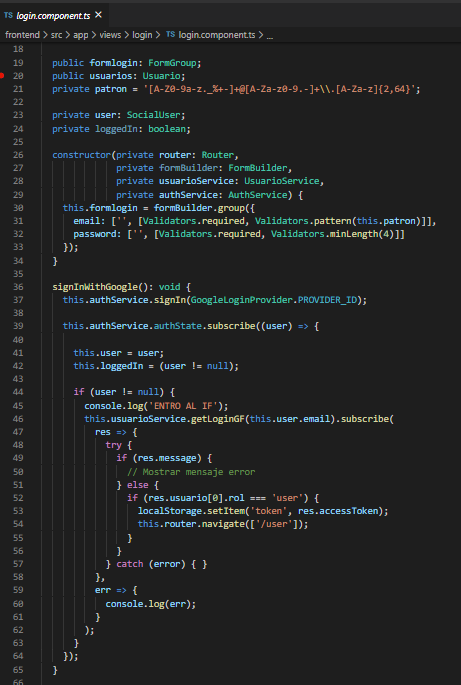 TS login.component.ts ×
frontend > src > app > views > login > TS login.component.ts > ...
18
19 public formlogin: FormGroup;
20 public usuarios: Usuario;
21 private patron = '[A-Z0-9a-z._%+-]+@[A-Za-z0-9.-]+\\.[A-Za-z]{2,64}';
22
23 private user: SocialUser;
24 private loggedIn: boolean;
25
26 constructor(private router: Router,
27 private formBuilder: FormBuilder,
28 private usuarioService: UsuarioService,
29 private authService: AuthService) {
30 this.formlogin = formBuilder.group({
31 email: ['', [Validators.required, Validators.pattern(this.patron)]],
32 password: ['', [Validators.required, Validators.minLength(4)]]
33 });
34 }
35
36 signInWithGoogle(): void {
37 this.authService.signIn(GoogleLoginProvider.PROVIDER_ID);
38
39 this.authService.authState.subscribe((user) => {
40
41 this.user = user;
42 this.loggedIn = (user != null);
43
44 if (user != null) {
45 console.log('ENTRO AL IF');
46 this.usuarioService.getLoginGF(this.user.email).subscribe(
47 res => {
48 try {
49 if (res.message) {
50 // Mostrar mensaje error
51 } else {
52 if (res.usuario[0].rol === 'user') {
53 localStorage.setItem('token', res.accessToken);
54 this.router.navigate(['/user']);
55 }
56 }
57 } catch (error) { }
58 },
59 err => {
60 console.log(err);
61 }
62 );
63 }
64 });
65 }
66